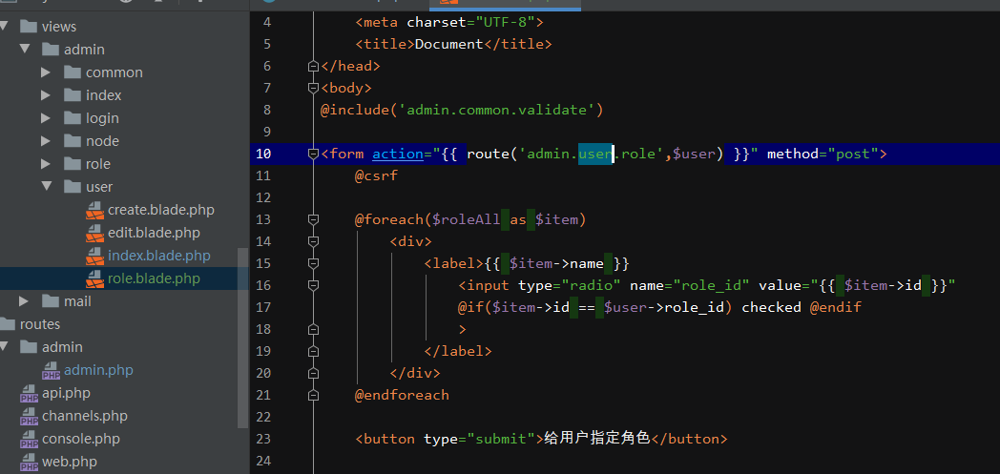 views
admin
common
index
login
node
role
user
create.blade.php
edit.blade.php
index.blade.php
role.blade.php
mail
routes
admin
admin.php
api.php
channels.php
console.php
web.php
4 <meta charset="UTF-8">
5 <title>Document</title>
6 </head>
7 <body>
8 @include('admin.common.validate')
9
10 <form action="{{ route('admin.user.role',$user) }}" method="post">
11 @csrf
12
13 @foreach($roleAll as $item)
14 <div>
15 <label>{{ $item->name }}
16 <input type="radio" name="role_id" value="{{ $item->id }}"
17 @if($item->id == $user->role_id) checked @endif
18 >
19 </label>
20 </div>
21 @endforeach
22
23 <button type="submit">给用户指定角色</button>
24